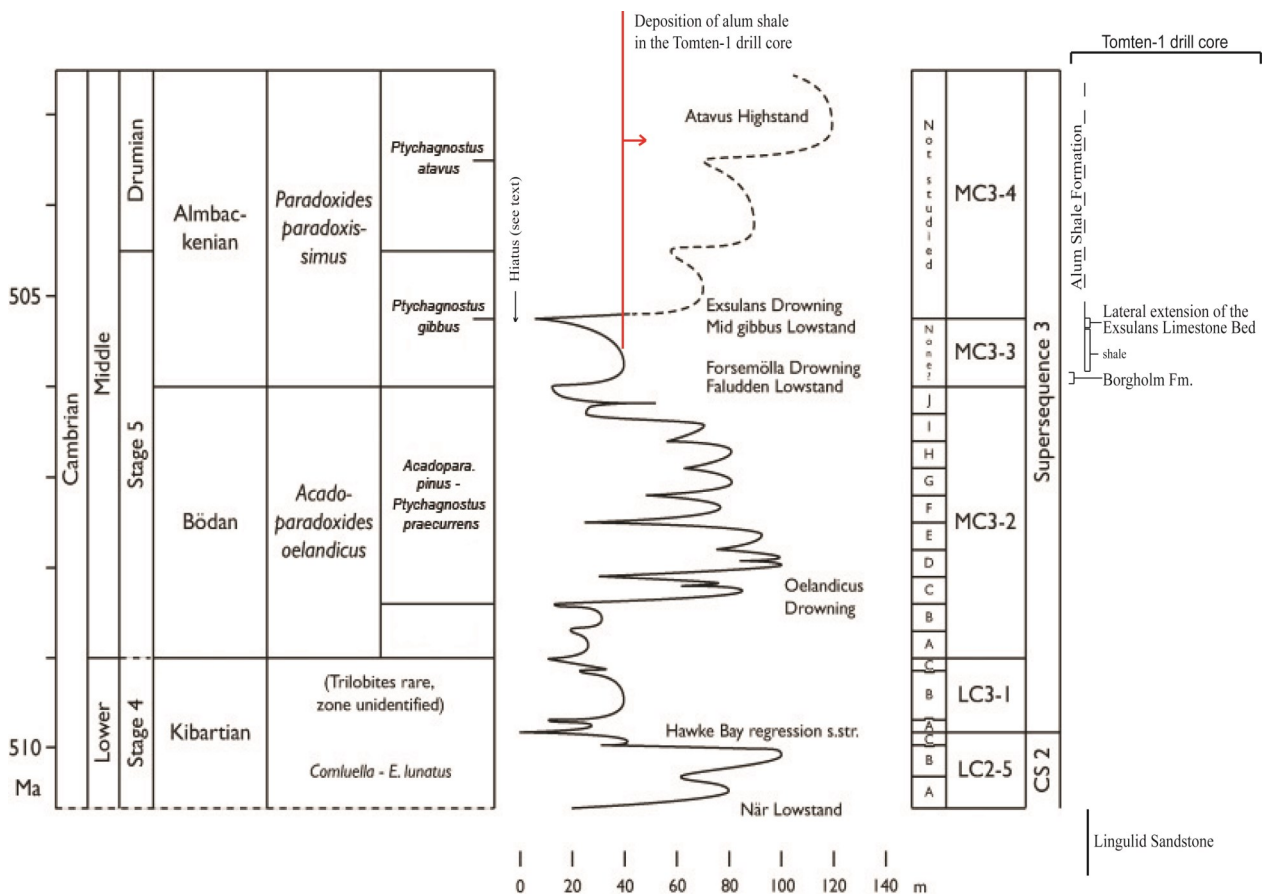 Deposition of alum shale
in the Tomten-1 drill core
Tomten-1 drill core
Cambrian
Middle
Lower
Drumian
Stage 5
Stage 4
Almbac-
kenian
Bödan
Kibartian
Paradoxides
paradoxis-
simus
Acado-
paradoxides
oelandicus
(Trilobites rare,
zone unidentified)
Comluella - E. lunatus
Ptychagnostus
atavus
Ptychagnostus
gibbus
Acadopara.
pinus -
Ptychagnostus
praecurrens
505
510
Ma
Hiatus (see text)
Atavus Highstand
Exsulans Drowning
Mid gibbus Lowstand
Forsemölla Drowning
Faludden Lowstand
Oelandicus
Drowning
Hawke Bay regression s.str.
När Lowstand
Not studied
None?
J
I
H
G
F
E
D
C
B
A
C
B
A
C
B
A
MC3-4
MC3-3
MC3-2
LC3-1
LC2-5
Supersequence 3
CS 2
Alum Shale Formation
Lateral extension of the
Exsulans Limestone Bed
shale
Borgholm Fm.
Lingulid Sandstone
0 20 40 60 80 100 120 140 m